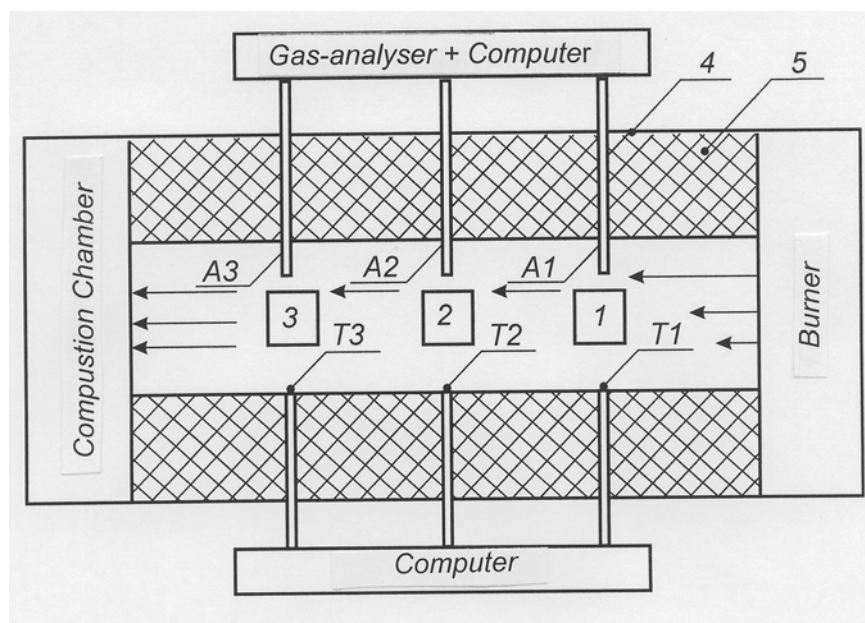 Gas-analyser + Computer
4
5
A3
A2
A1
3
2
1
T3
T2
T1
Compustion Chamber
Burner
Computer